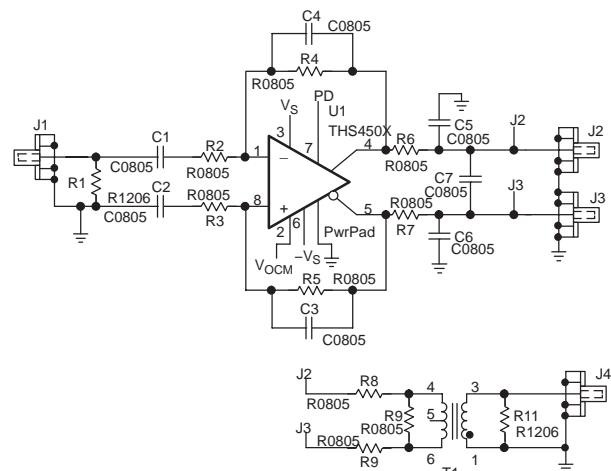 C4
C0805
R4
R0805
PD
U1
V_S
THS450X
J1
C1
R2
3
7
4
R6
C5
C0805
J2
J2
1
−
C0805
R0805
R0805
R1
C7
C0805
R1206
C2
R0805
8
+
5
R0805
J3
J3
C0805
R3
2
6
PwrPad
R7
C6
C0805
V_OCM
−V_S
R5
R0805
R0805
C3
C0805
J2
R8
4
3
J4
R0805
R9
5
R11
R0805
R1206
J3
R0805
R9
6
1
T1